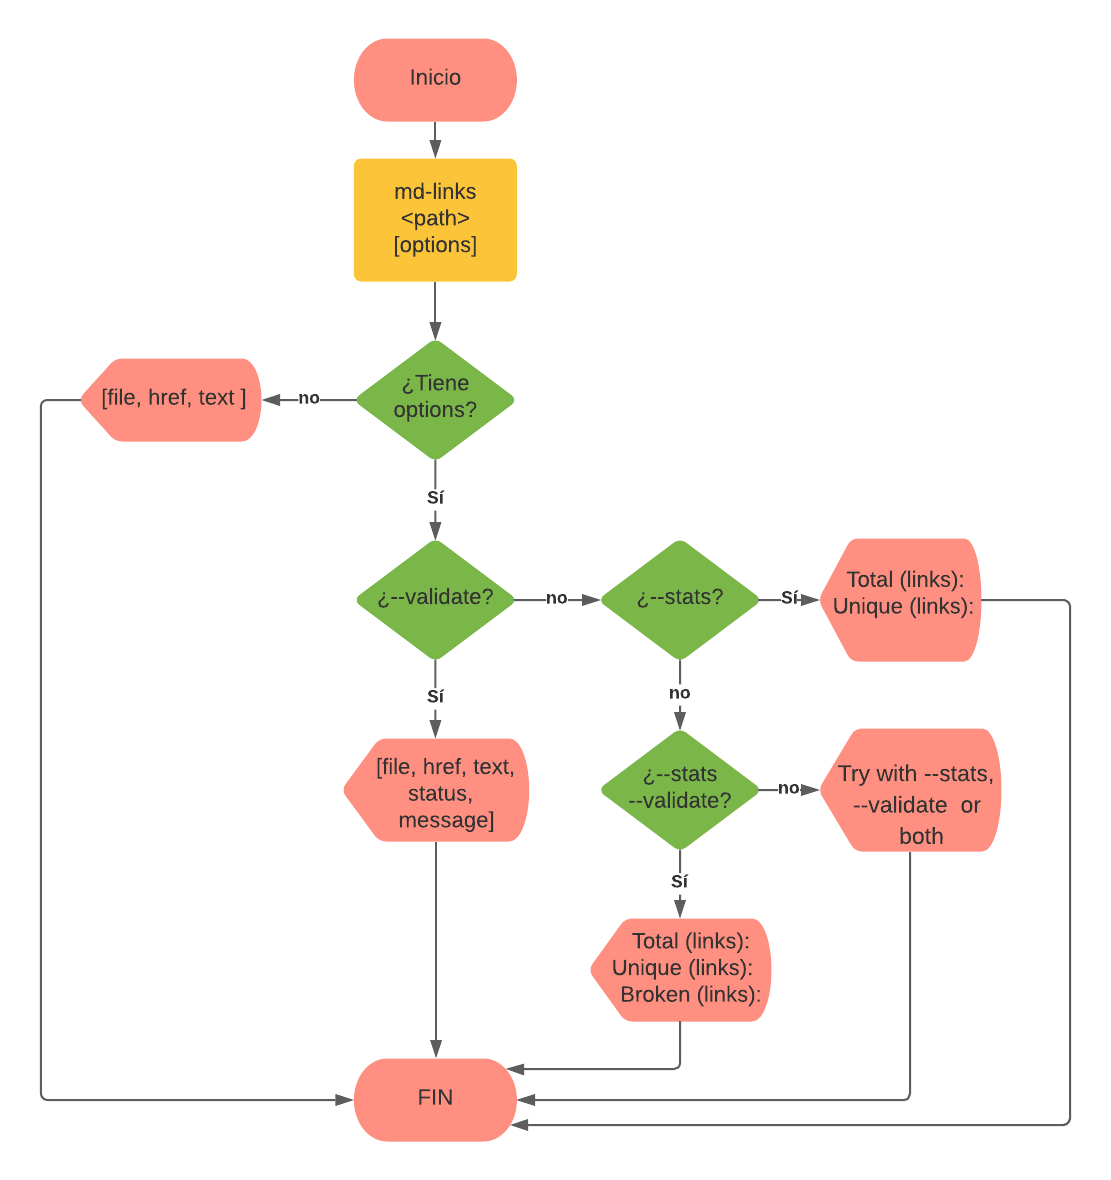 Inicio
md-links
<path>
[options]
¿Tiene
options?
no
[file, href, text ]
Sí
¿--validate?
no
¿--stats?
Sí
Total (links):
Unique (links):
Sí
no
[file, href, text,
status,
message]
¿--stats
--validate?
no
Try with --stats,
--validate  or
both
Sí
Total (links):
Unique (links):
Broken (links):
FIN